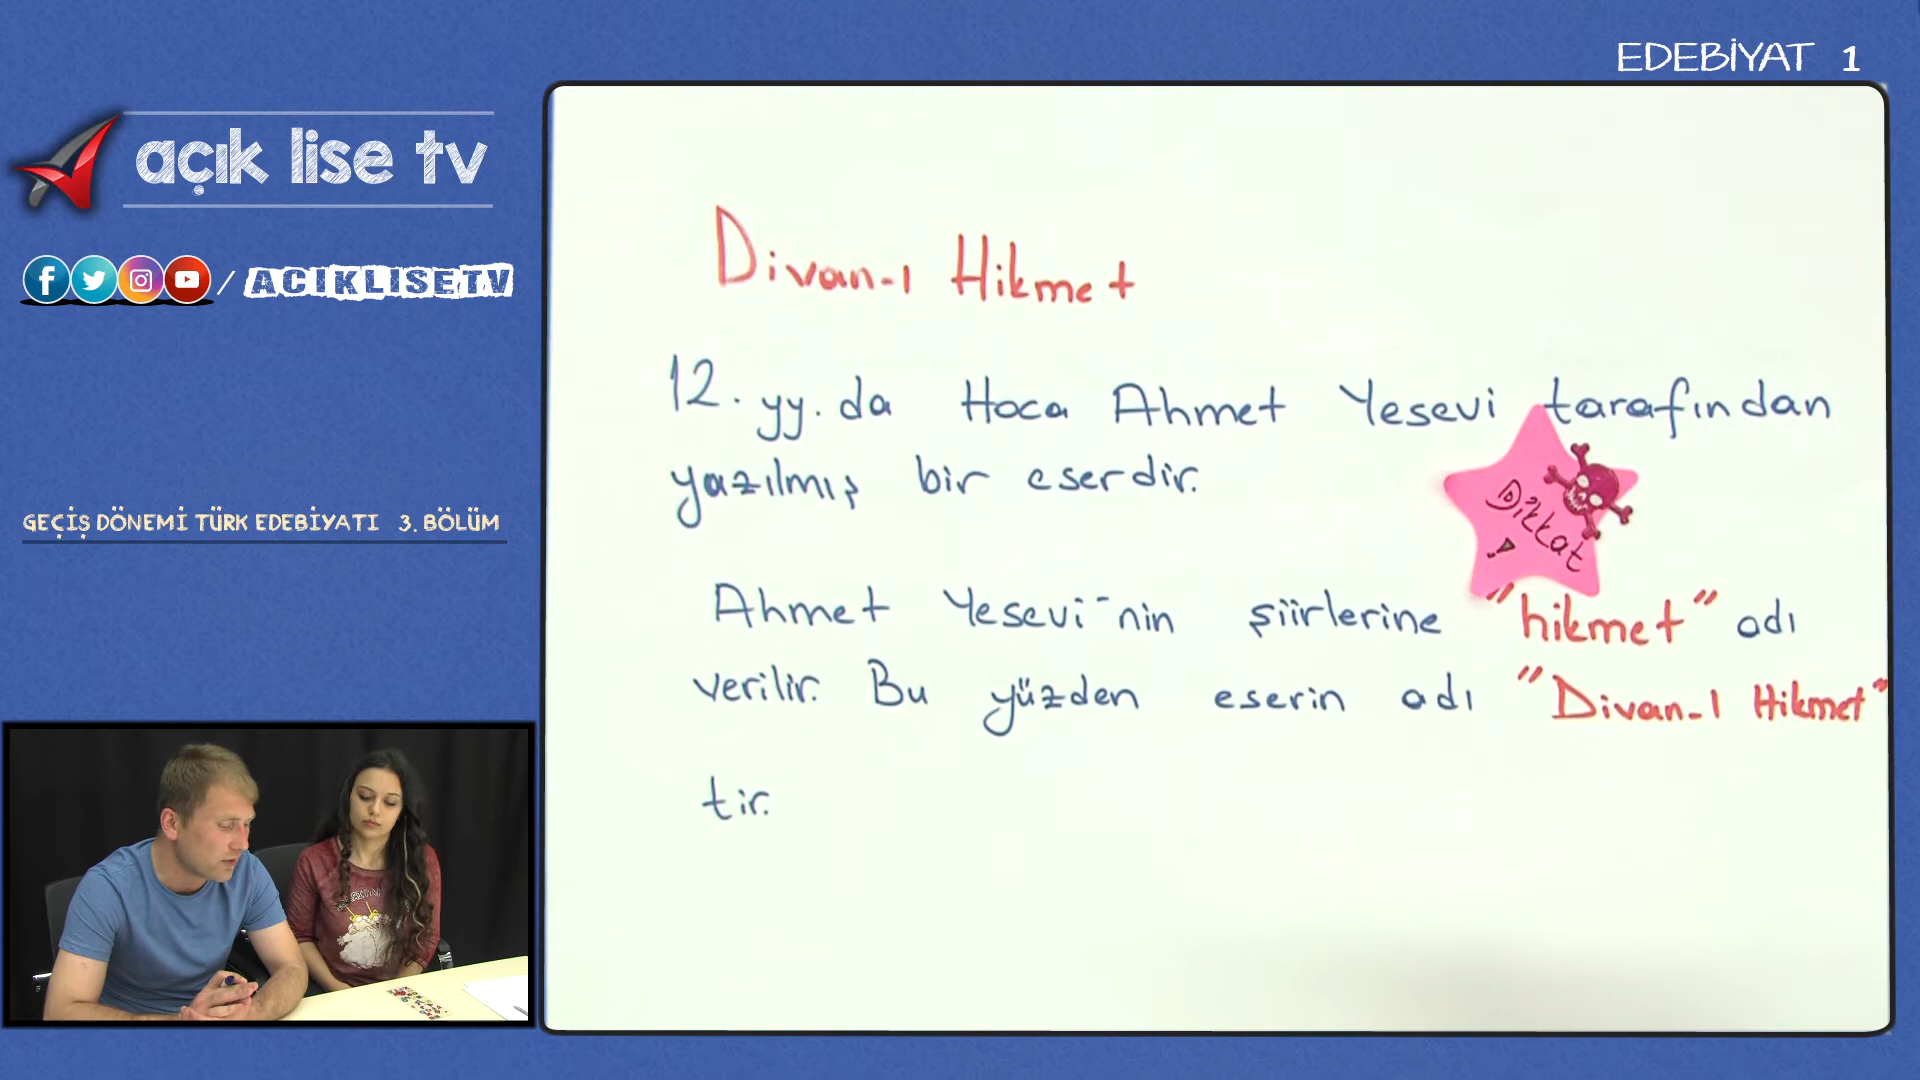 EDEBİYAT 1
açık lise tv
/ ACIKLISETV
GEÇİŞ DÖNEMİ TÜRK EDEBİYATI 3. BÖLÜM
Divan-ı Hikmet
12. yy. da Hoca Ahmet Yesevi tarafından
yazılmış bir eserdir.
Dikkat
!
Ahmet Yesevi'nin şiirlerine "hikmet" adı
verilir. Bu yüzden eserin adı "Divan-ı Hikmet"
tir.